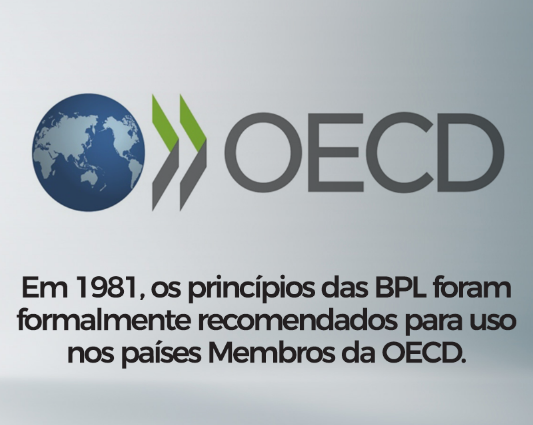 OECD
Em 1981, os princípios das BPL foram
formalmente recomendados para uso
nos países Membros da OECD.